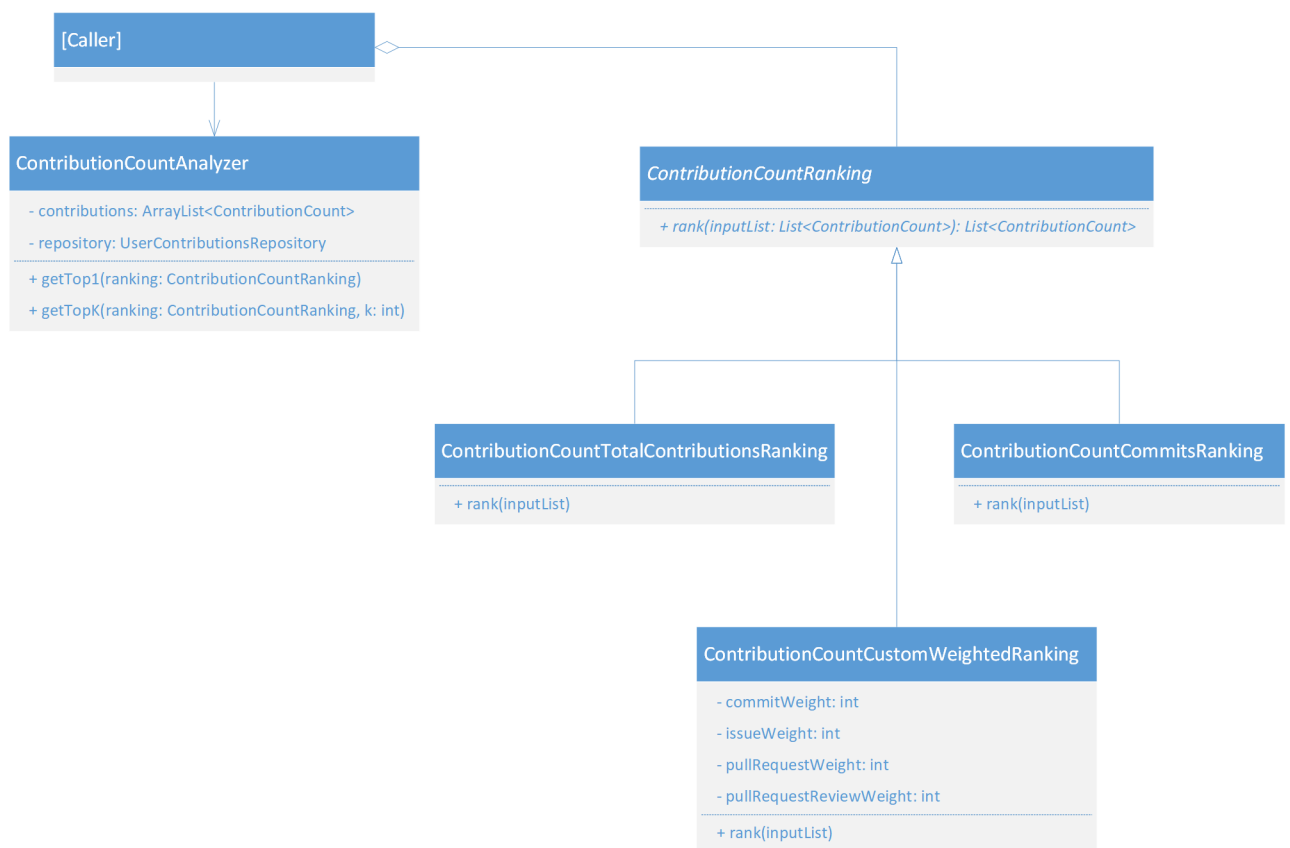 [Caller]
ContributionCountAnalyzer
- contributions: ArrayList<ContributionCount>
- repository: UserContributionsRepository
+ getTop1(ranking: ContributionCountRanking)
+ getTopK(ranking: ContributionCountRanking, k: int)
ContributionCountRanking
+ rank(inputList: List<ContributionCount>): List<ContributionCount>
ContributionCountTotalContributionsRanking
+ rank(inputList)
ContributionCountCommitsRanking
+ rank(inputList)
ContributionCountCustomWeightedRanking
- commitWeight: int
- issueWeight: int
- pullRequestWeight: int
- pullRequestReviewWeight: int
+ rank(inputList)